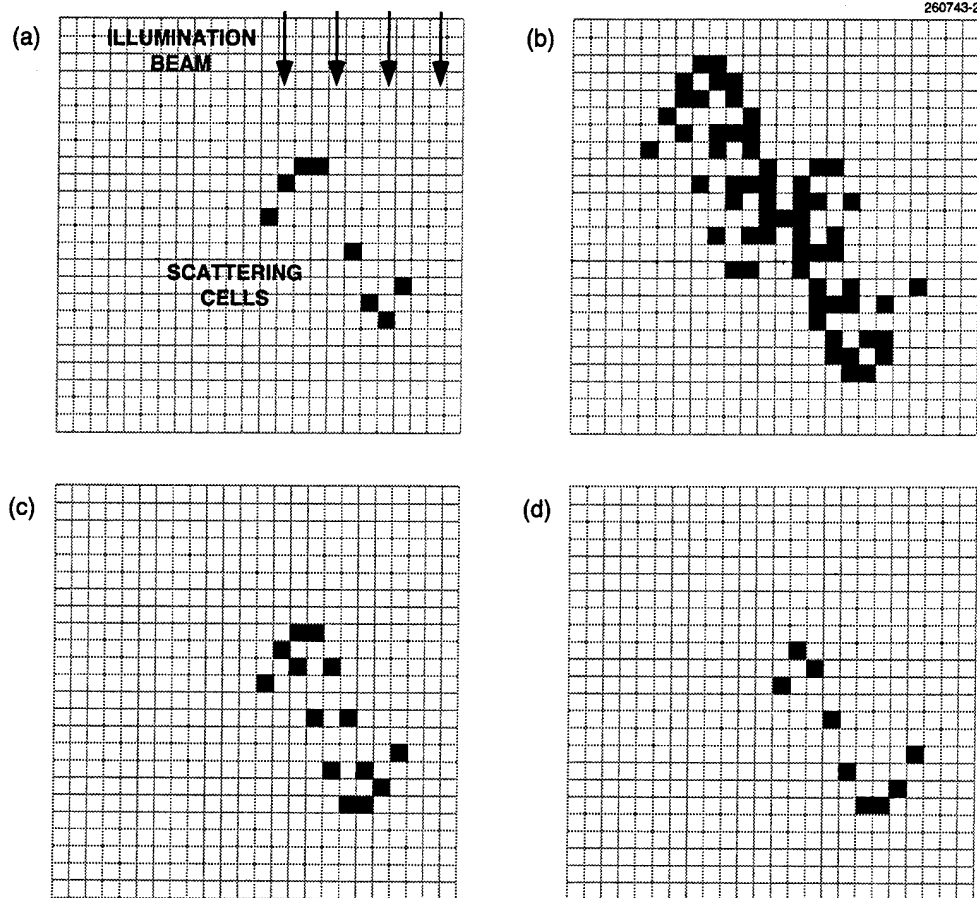 260743-2
(a)
ILLUMINATION
BEAM
SCATTERING
CELLS
(b)
(c)
(d)